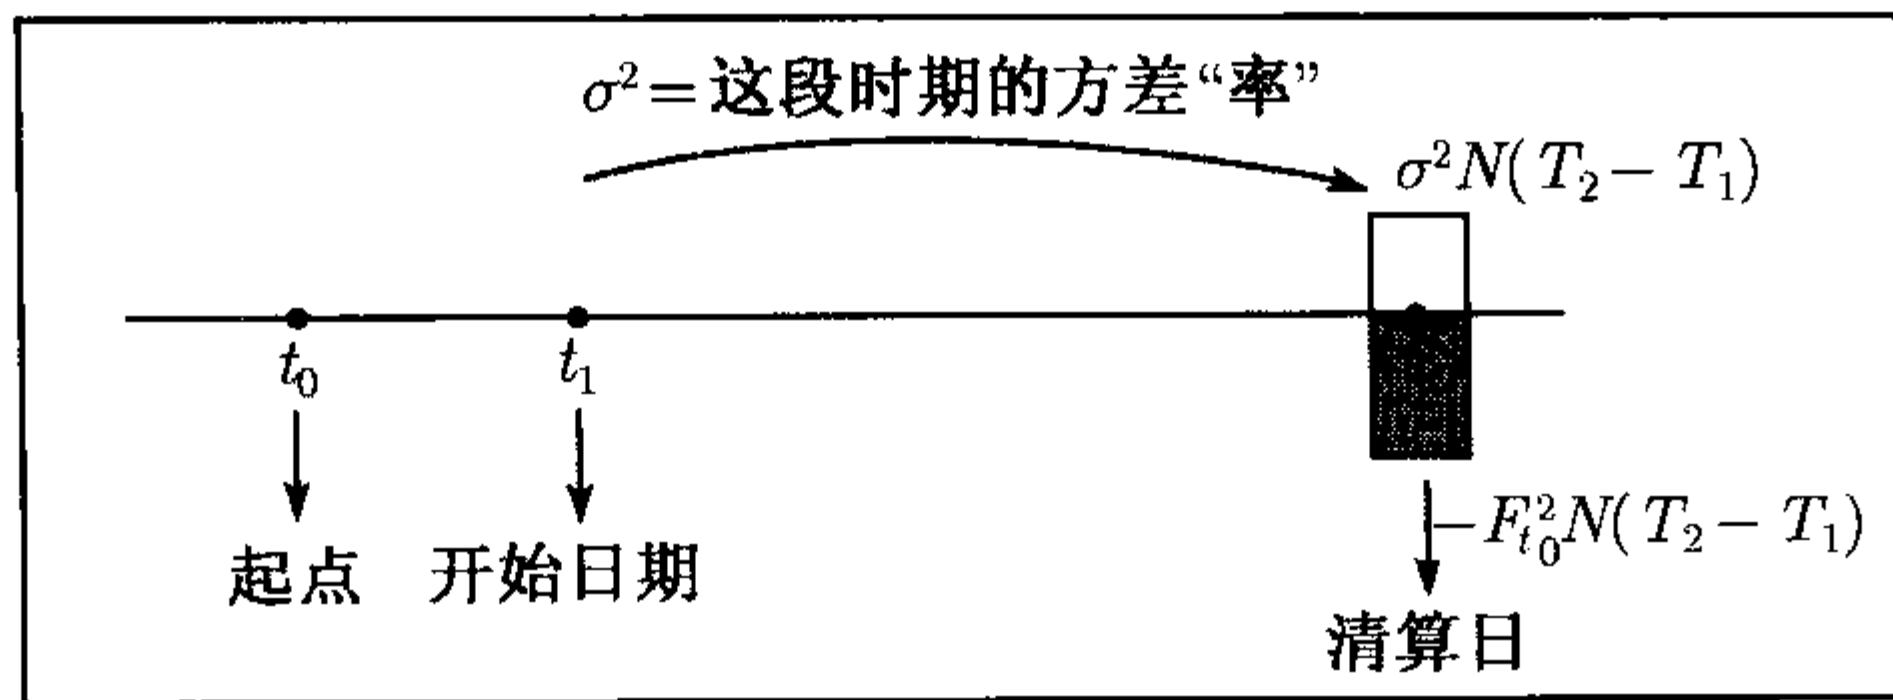 σ²=这段时期的方差“率”
σ²N(T₂− T₁)
t₀ t₁
−F²ₜ₀N(T₂− T₁)
起点 开始日期
清算日